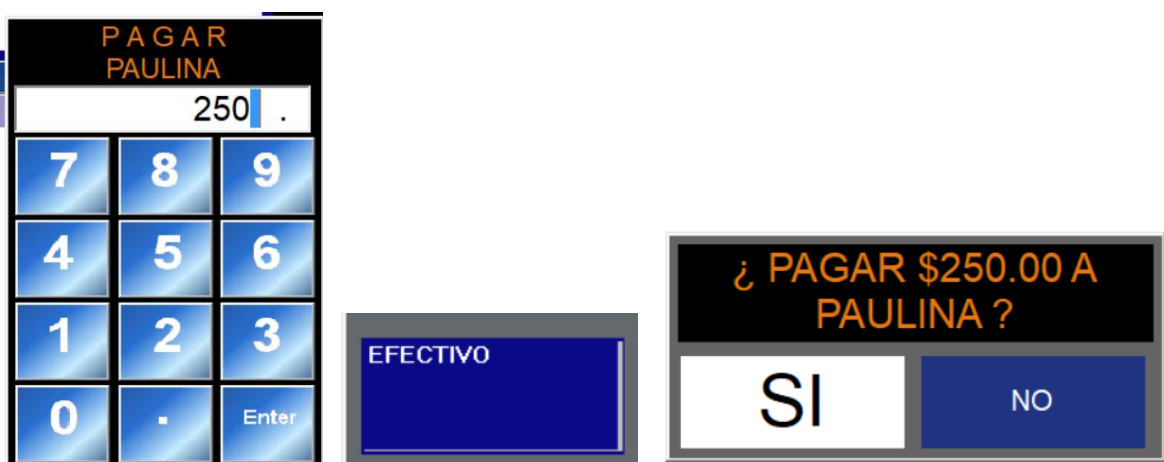 P A G A R
PAULINA
250 .
7 8 9
4 5 6
1 2 3
0 . Enter
EFECTIVO
¿ PAGAR $250.00 A
PAULINA ?
SI NO